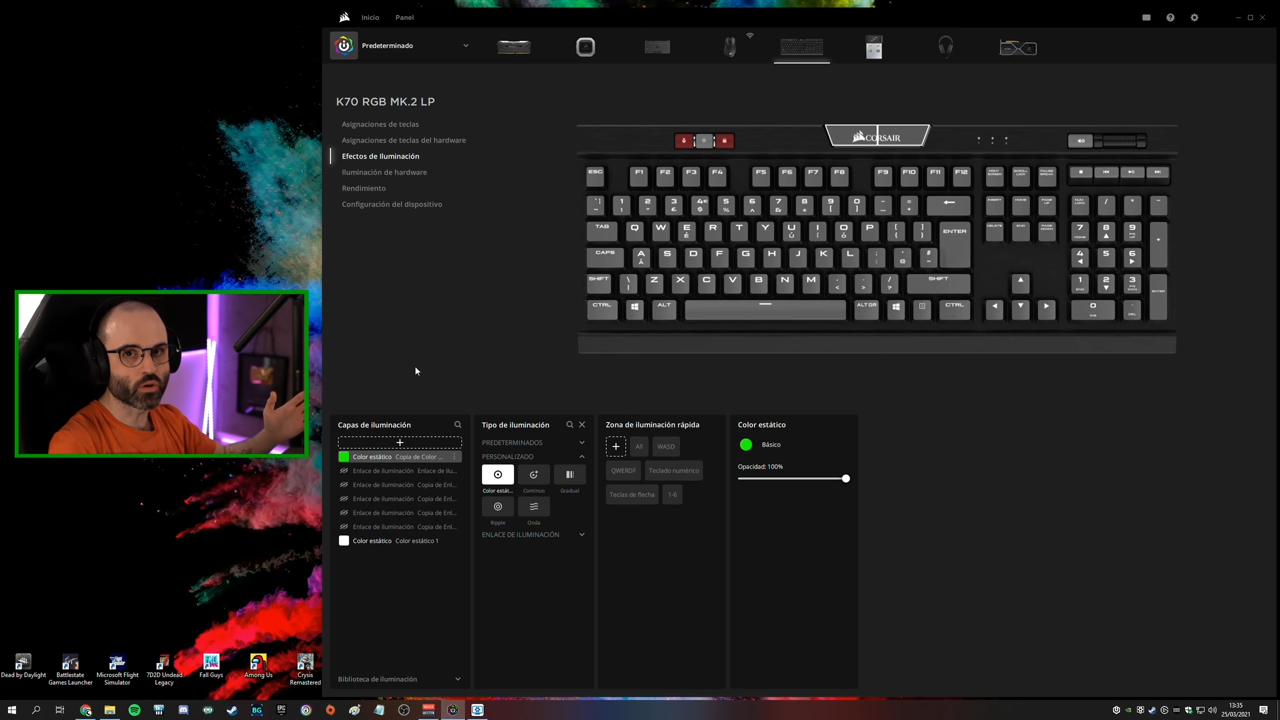 Inicio
Panel
Predeterminado
K70 RGB MK.2 LP
Asignaciones de teclas
Asignaciones de teclas del hardware
Efectos de Iluminación
Iluminación de hardware
Rendimiento
Configuración del dispositivo
CORSAIR
ESC F1 F2 F3 F4 F5 F6 F7 F8 F9 F10 F11 F12
TAB Q W E R T Y U I O P ENTER
CAPS A S D F G H J K L
SHIFT Z X C V B N M SHIFT
CTRL ALT ALT GR CTRL
Capas de iluminación
Color estático Copia de Color ...
Enlace de iluminación Enlace de ilu...
Enlace de iluminación Copia de Enl...
Enlace de iluminación Copia de Enl...
Enlace de iluminación Copia de Enl...
Enlace de iluminación Copia de Enl...
Color estático Color estático 1
Biblioteca de iluminación
Tipo de iluminación
PREDETERMINADOS
PERSONALIZADO
Color estát...
Continuo
Gradual
Ripple
Onda
ENLACE DE ILUMINACIÓN
Zona de iluminación rápida
All
WASD
QWERDF
Teclado numérico
Teclas de flecha
1-6
Color estático
Básico
Opacidad: 100%
Dead by Daylight
Battlestate Games Launcher
Microsoft Flight Simulator
7D2D Undead Legacy
Fall Guys
Among Us
Crysis Remastered
13:35
25/03/2021